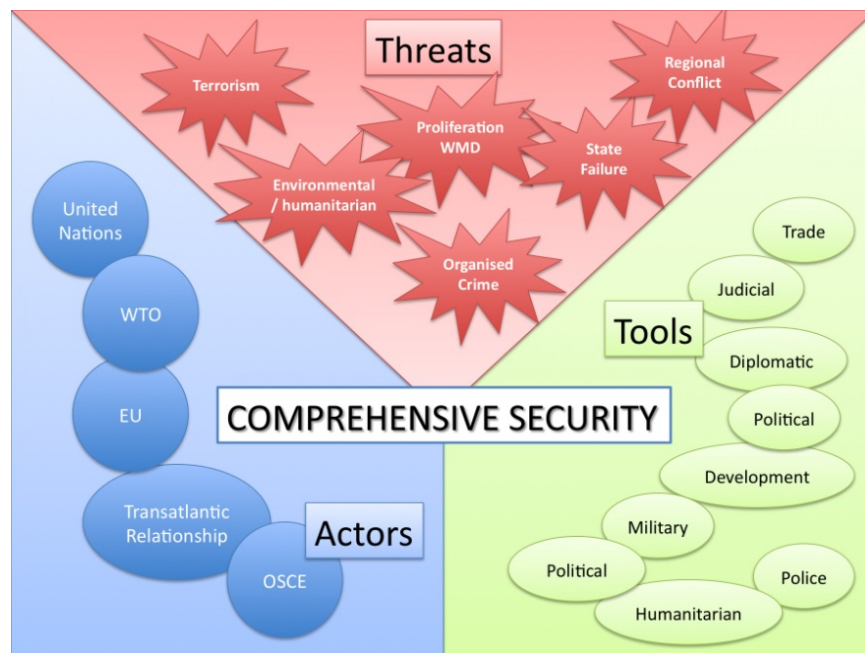 Threats
Terrorism
Regional
Conflict
Proliferation
WMD
State
Failure
Environmental
/ humanitarian
Organised
Crime
United
Nations
WTO
EU
Transatlantic
Relationship
OSCE
Actors
COMPREHENSIVE SECURITY
Tools
Trade
Judicial
Diplomatic
Political
Development
Military
Political
Police
Humanitarian